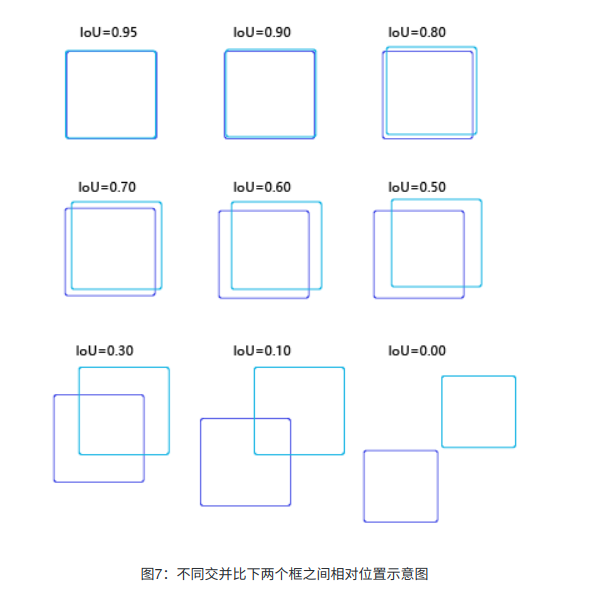 IoU=0.95 IoU=0.90 IoU=0.80
IoU=0.70 IoU=0.60 IoU=0.50
IoU=0.30 IoU=0.10 IoU=0.00
图7：不同交并比下两个框之间相对位置示意图